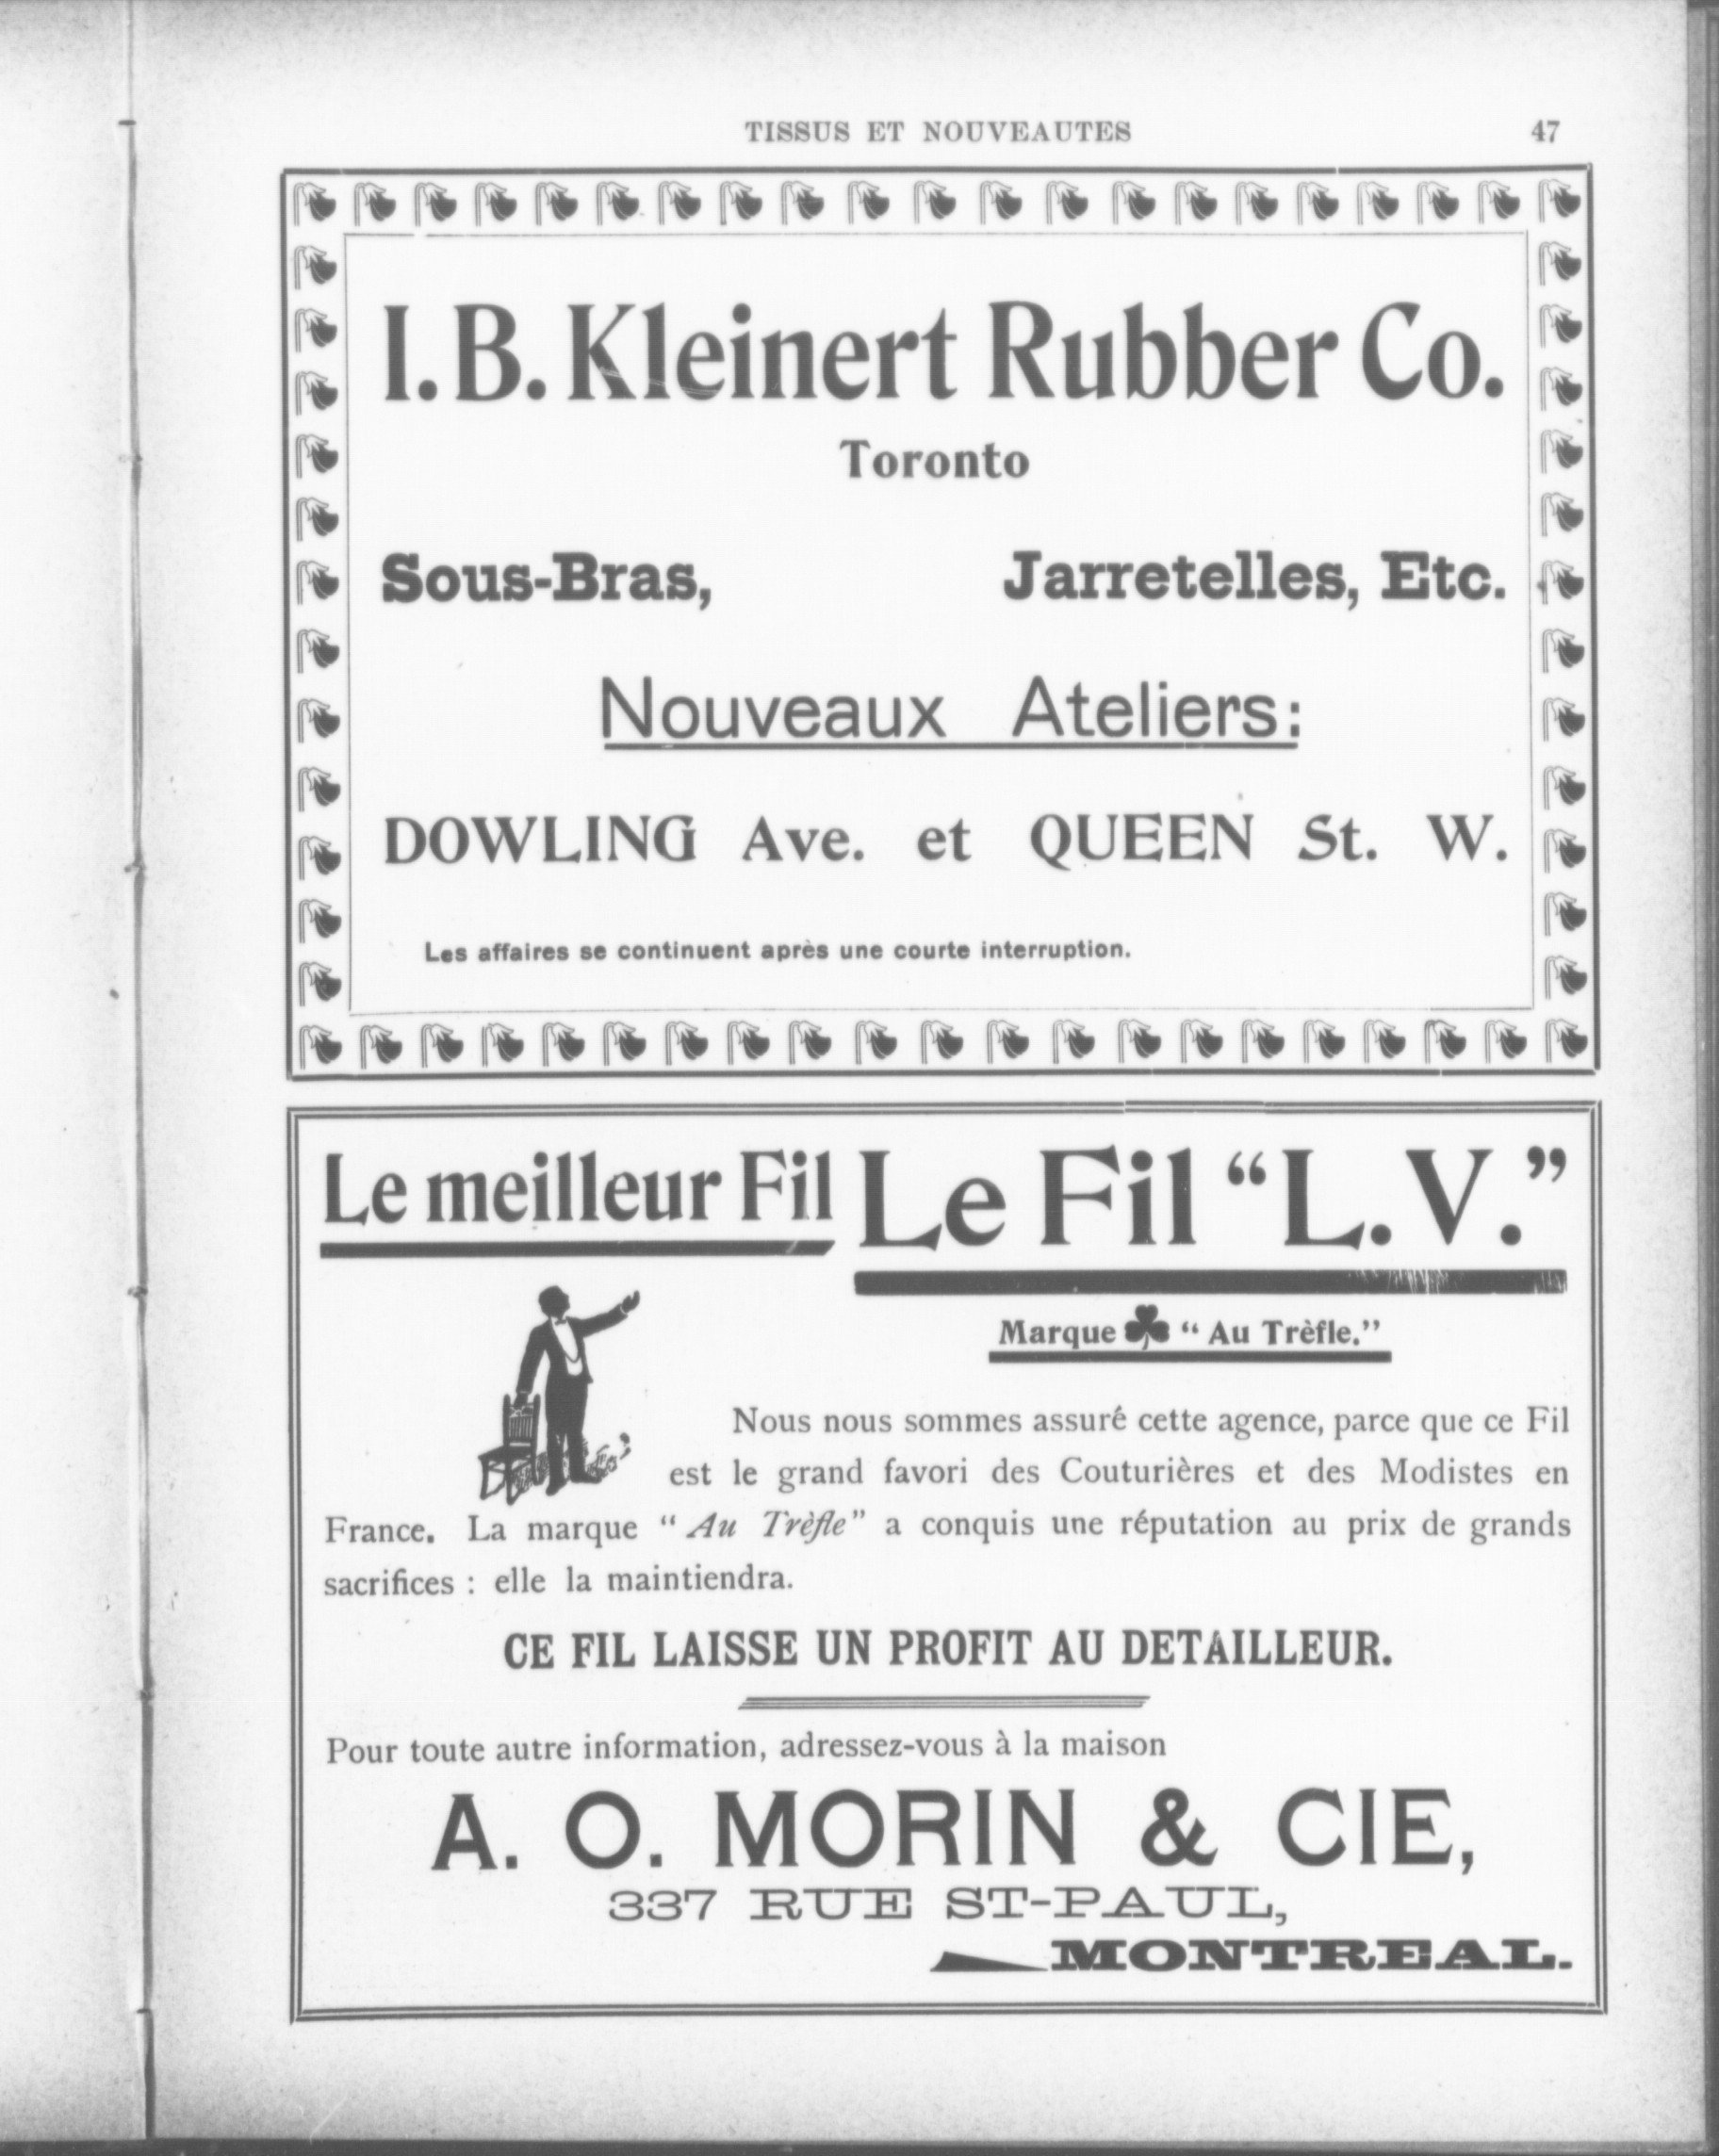 TISSUS ET NOUVEAUTES 47
I. B. Kleinert Rubber Co.
Toronto
Sous-Bras, Jarretelles, Etc.
Nouveaux Ateliers:
DOWLING Ave. et QUEEN St. W.
Les affaires se continuent après une courte interruption.
Le meilleur Fil Le Fil “L. V.”
Marque “ Au Trèfle.”
Nous nous sommes assuré cette agence, parce que ce Fil
est le grand favori des Couturières et des Modistes en
France. La marque “ Au Trèfle” a conquis une réputation au prix de grands
sacrifices : elle la maintiendra.
CE FIL LAISSE UN PROFIT AU DETAILLEUR.
Pour toute autre information, adressez-vous à la maison
A. O. MORIN & CIE,
337 RUE ST-PAUL,
MONTREAL.